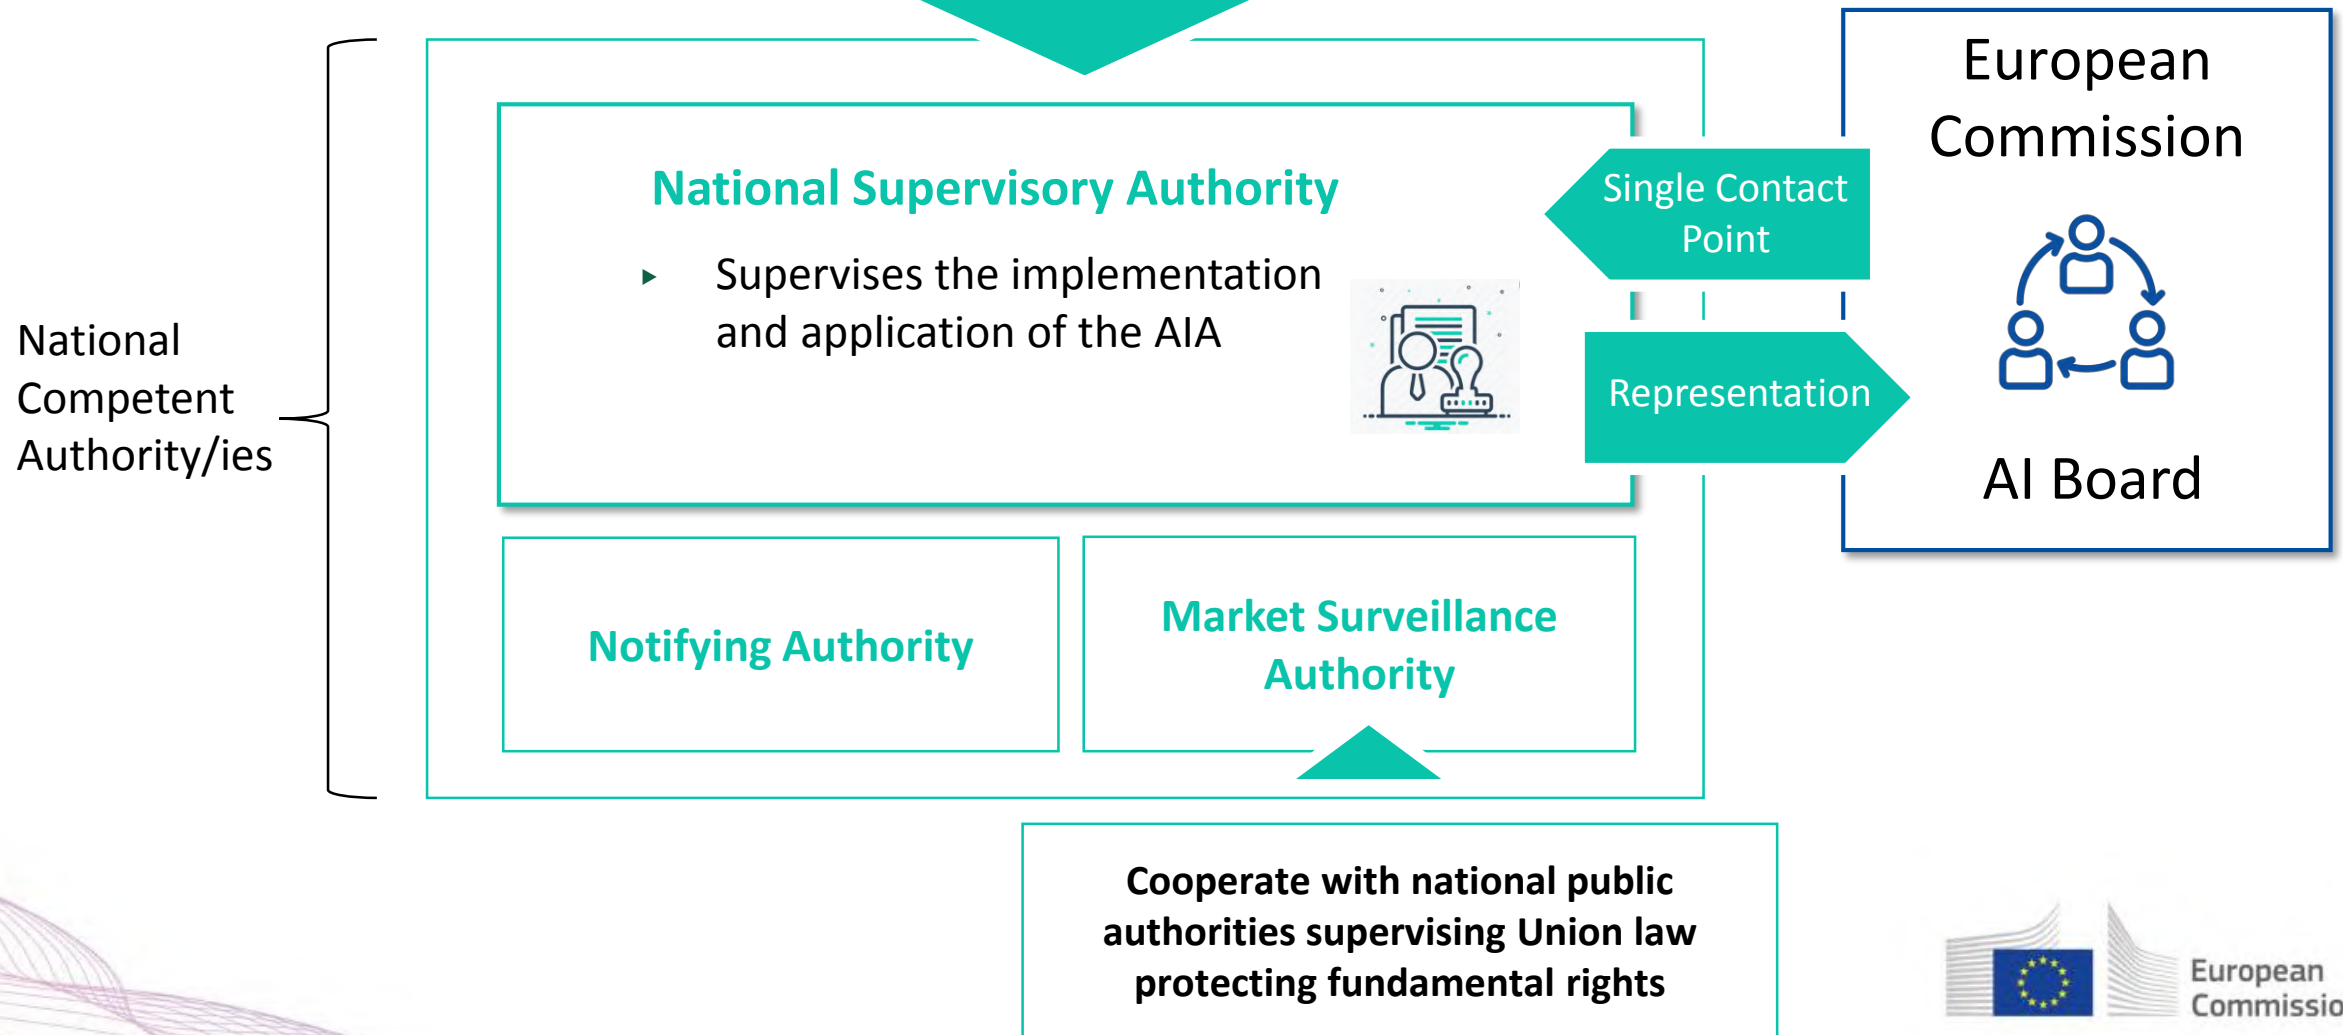 National
Competent
Authority/ies
National Supervisory Authority
Supervises the implementation
and application of the AIA
Single Contact
Point
Representation
European
Commission
AI Board
Notifying Authority
Market Surveillance
Authority
Cooperate with national public
authorities supervising Union law
protecting fundamental rights
European
Commissio